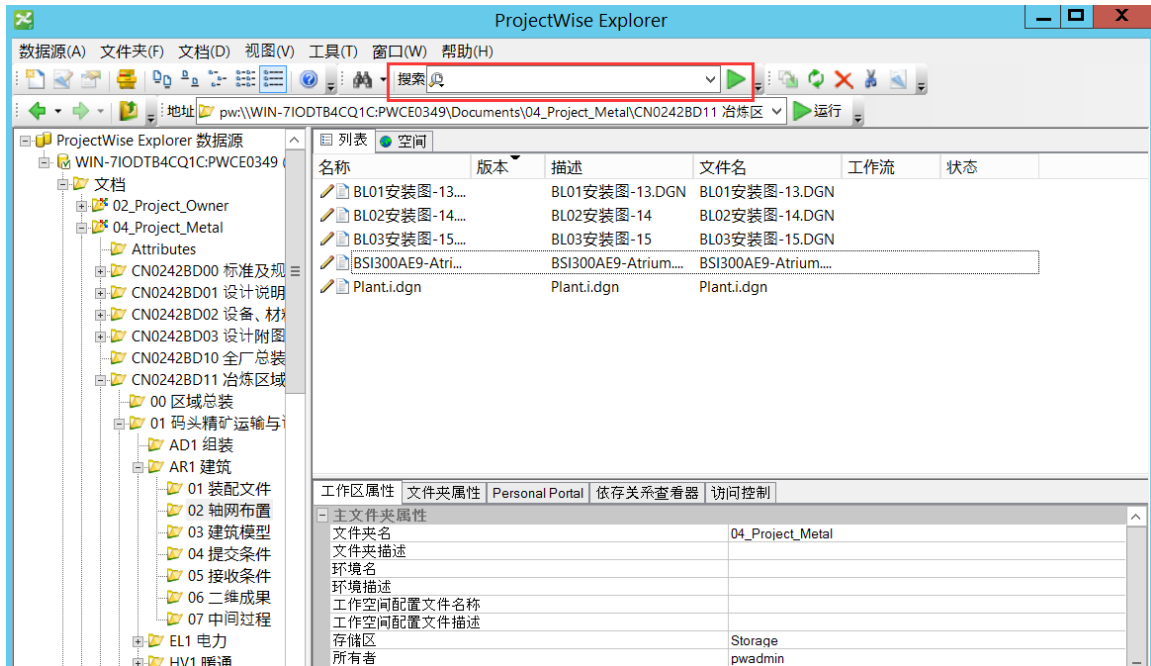 ProjectWise Explorer
数据源(A) 文件夹(F) 文档(D) 视图(V) 工具(T) 窗口(W) 帮助(H)
搜索
地址 pw:\\WIN-7IODTB4CQ1C:PWCE0349\Documents\04_Project_Metal\CN0242BD11 冶炼区 运行
ProjectWise Explorer 数据源
WIN-7IODTB4CQ1C:PWCE0349 (
文档
02_Project_Owner
04_Project_Metal
Attributes
CN0242BD00 标准及规
CN0242BD01 设计说明
CN0242BD02 设备、材
CN0242BD03 设计附图
CN0242BD10 全厂总装
CN0242BD11 冶炼区域
00 区域总装
01 码头精矿运输与
AD1 组装
AR1 建筑
01 装配文件
02 轴网布置
03 建筑模型
04 提交条件
05 接收条件
06 二维成果
07 中间过程
EL1 电力
HV1 暖通
列表 空间
名称 版本 描述 文件名 工作流 状态
BL01安装图-13.... BL01安装图-13.DGN BL01安装图-13.DGN
BL02安装图-14.... BL02安装图-14 BL02安装图-14.DGN
BL03安装图-15.... BL03安装图-15 BL03安装图-15.DGN
BSI300AE9-Atri... BSI300AE9-Atrium.... BSI300AE9-Atrium....
Plant.i.dgn Plant.i.dgn Plant.i.dgn
工作区属性 文件夹属性 Personal Portal 依存关系查看器 访问控制
主文件夹属性
文件夹名 04_Project_Metal
文件夹描述
环境名
环境描述
工作空间配置文件名称
工作空间配置文件描述
存储区 Storage
所有者 pwadmin